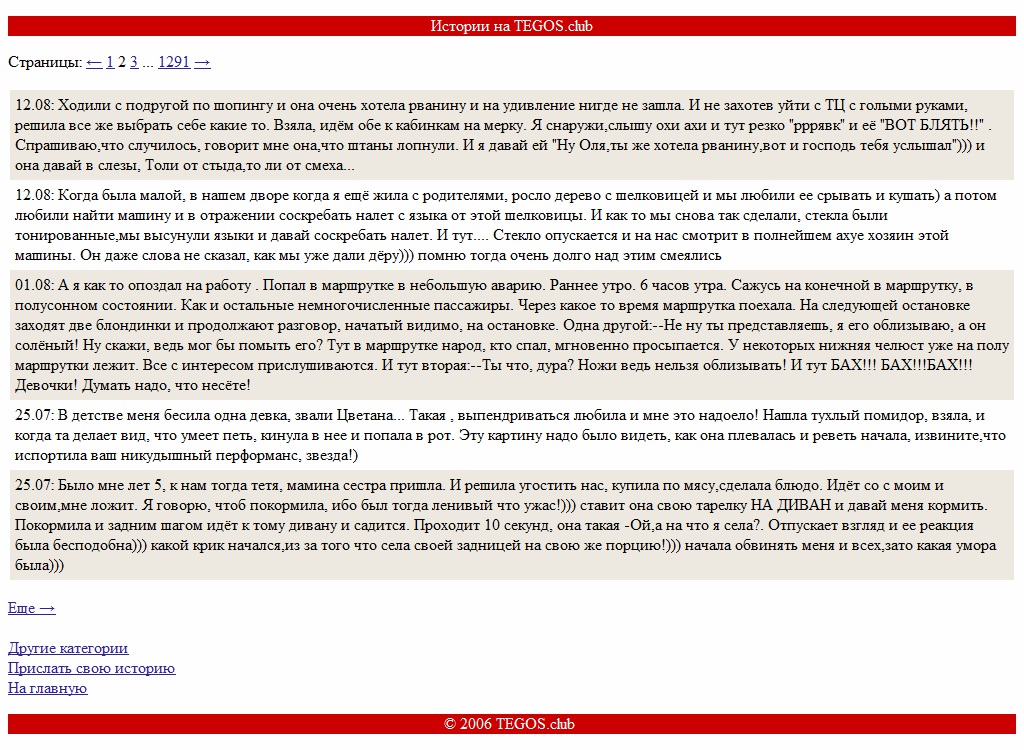 Истории на TEGOS.club
Страницы: ← 1 2 3 ... 1291 →
12.08: Ходили с подругой по шопингу и она очень хотела рванину и на удивление нигде не зашла. И не захотев уйти с ТЦ с голыми руками,
решила все же выбрать себе какие то. Взяла, идём обе к кабинкам на мерку. Я снаружи,слышу охи ахи и тут резко "рррявк" и её "ВОТ БЛЯТЬ!!" .
Спрашиваю,что случилось, говорит мне она,что штаны лопнули. И я давай ей "Ну Оля,ты же хотела рванину,вот и господь тебя услышал"))) и
она давай в слезы, Толи от стыда,то ли от смеха...
12.08: Когда была малой, в нашем дворе когда я ещё жила с родителями, росло дерево с шелковицей и мы любили ее срывать и кушать) а потом
любили найти машину и в отражении соскребать налет с языка от этой шелковицы. И как то мы снова так сделали, стекла были
тонированные,мы высунули языки и давай соскребать налет. И тут.... Стекло опускается и на нас смотрит в полнейшем ахуе хозяин этой
машины. Он даже слова не сказал, как мы уже дали дёру))) помню тогда очень долго над этим смеялись
01.08: А я как то опоздал на работу . Попал в маршрутке в небольшую аварию. Раннее утро. 6 часов утра. Сажусь на конечной в маршрутку, в
полусонном состоянии. Как и остальные немногочисленные пассажиры. Через какое то время маршрутка поехала. На следующей остановке
заходят две блондинки и продолжают разговор, начатый видимо, на остановке. Одна другой:--Не ну ты представляешь, я его облизываю, а он
солёный! Ну скажи, ведь мог бы помыть его? Тут в маршрутке народ, кто спал, мгновенно просыпается. У некоторых нижняя челюст уже на полу
маршрутки лежит. Все с интересом прислушиваются. И тут вторая:--Ты что, дура? Ножи ведь нельзя облизывать! И тут БАХ!!! БАХ!!!БАХ!!!
Девочки! Думать надо, что несёте!
25.07: В детстве меня бесила одна девка, звали Цветана... Такая , выпендриваться любила и мне это надоело! Нашла тухлый помидор, взяла, и
когда та делает вид, что умеет петь, кинула в нее и попала в рот. Эту картину надо было видеть, как она плевалась и реветь начала, извините,что
испортила ваш никудышный перформанс, звезда!)
25.07: Было мне лет 5, к нам тогда тетя, мамина сестра пришла. И решила угостить нас, купила по мясу,сделала блюдо. Идёт со с моим и
своим,мне ложит. Я говорю, чтоб покормила, ибо был тогда ленивый что ужас!))) ставит она свою тарелку НА ДИВАН и давай меня кормить.
Покормила и задним шагом идёт к тому дивану и садится. Проходит 10 секунд, она такая -Ой,а на что я села?. Отпускает взгляд и ее реакция
была бесподобна))) какой крик начался,из за того что села своей задницей на свою же порцию!))) начала обвинять меня и всех,зато какая умора
была)))
Еще →
Другие категории
Прислать свою историю
На главную
© 2006 TEGOS.club